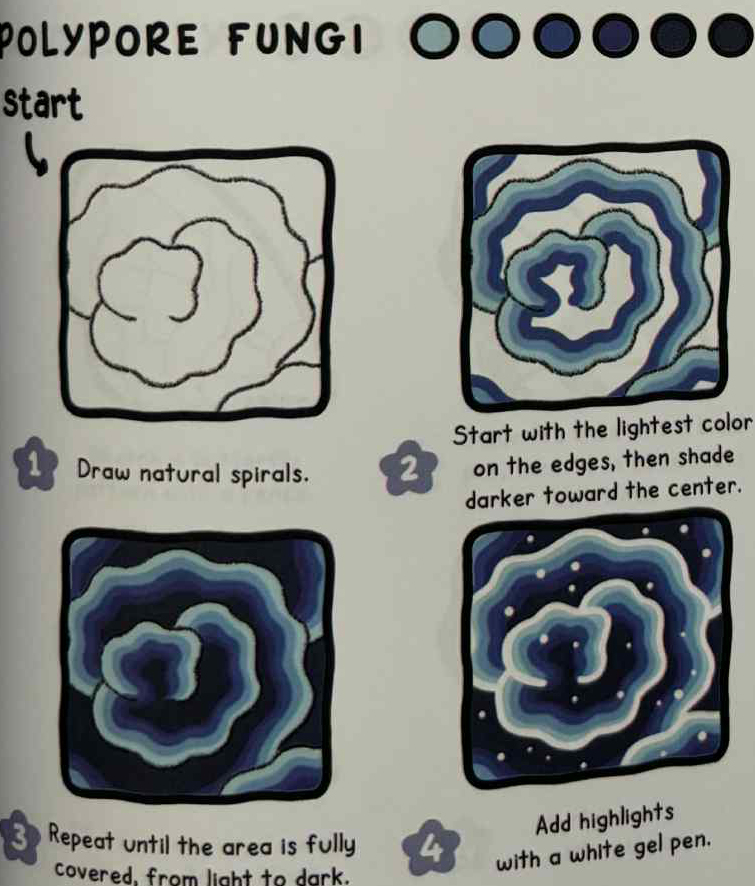 POLYPORE FUNGI
start
1 Draw natural spirals.
2 Start with the lightest color
on the edges, then shade
darker toward the center.
3 Repeat until the area is fully
covered, from light to dark.
4 Add highlights
with a white gel pen.